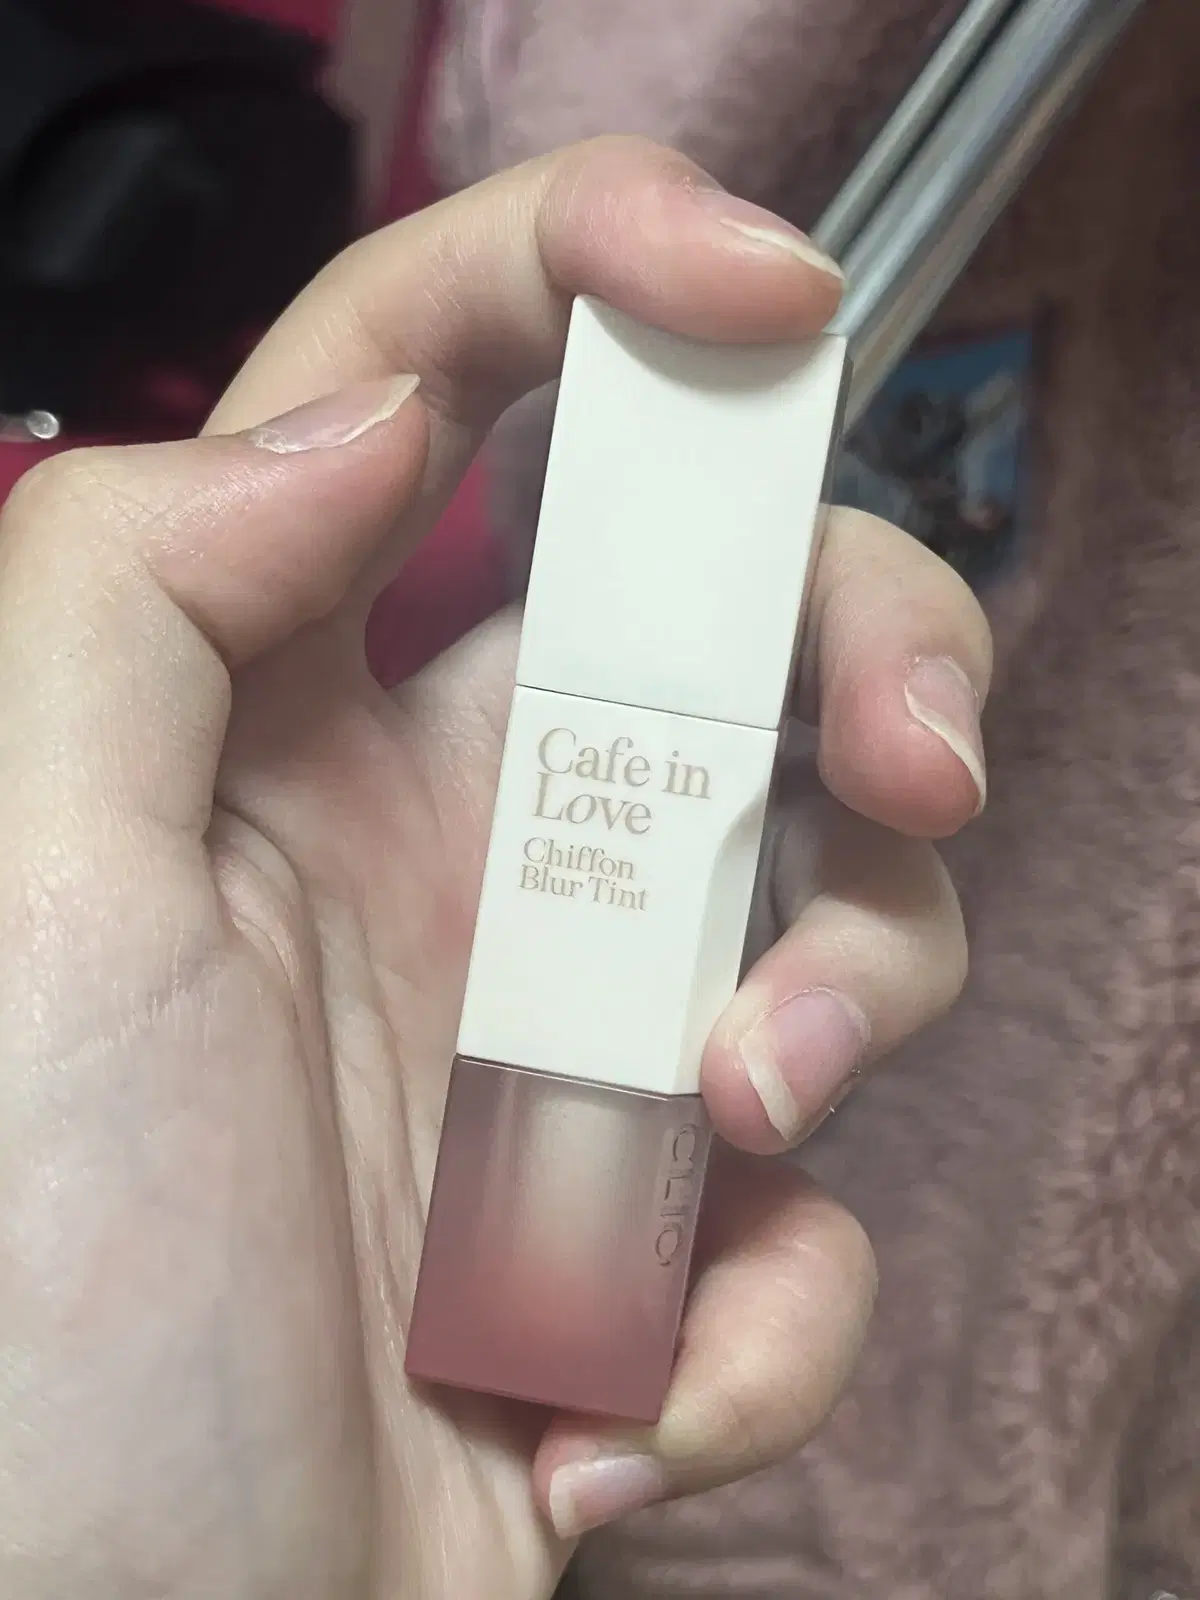 Cafe in
Love
Chiffon
Blur Tint
CLIO